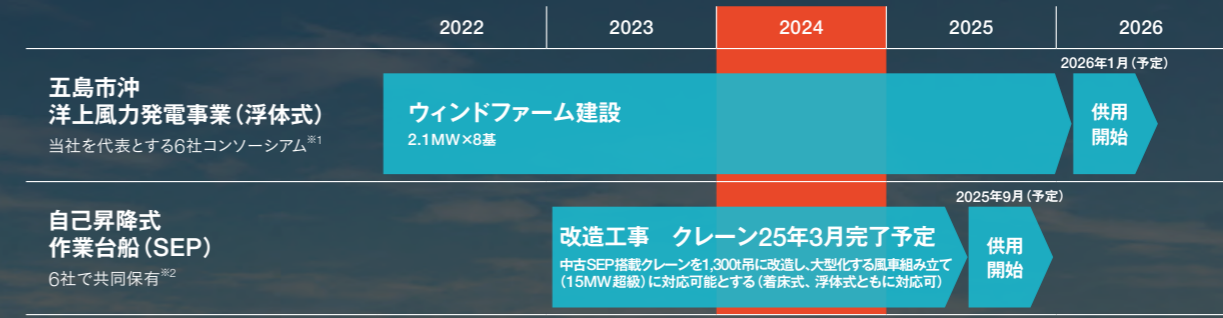 2022 2023 2024 2025 2026
2026年1月(予定)
五島市沖
洋上風力発電事業(浮体式)
当社を代表とする6社コンソーシアム※1
ウィンドファーム建設
2.1MW×8基
供用
開始
2025年9月(予定)
自己昇降式
作業台船(SEP)
6社で共同保有※2
改造工事 クレーン25年3月完了予定
中古SEP搭載クレーンを1,300t吊に改造し、大型化する風車組み立て
(15MW超級)に対応可能とする(着床式、浮体式ともに対応可)
供用
開始